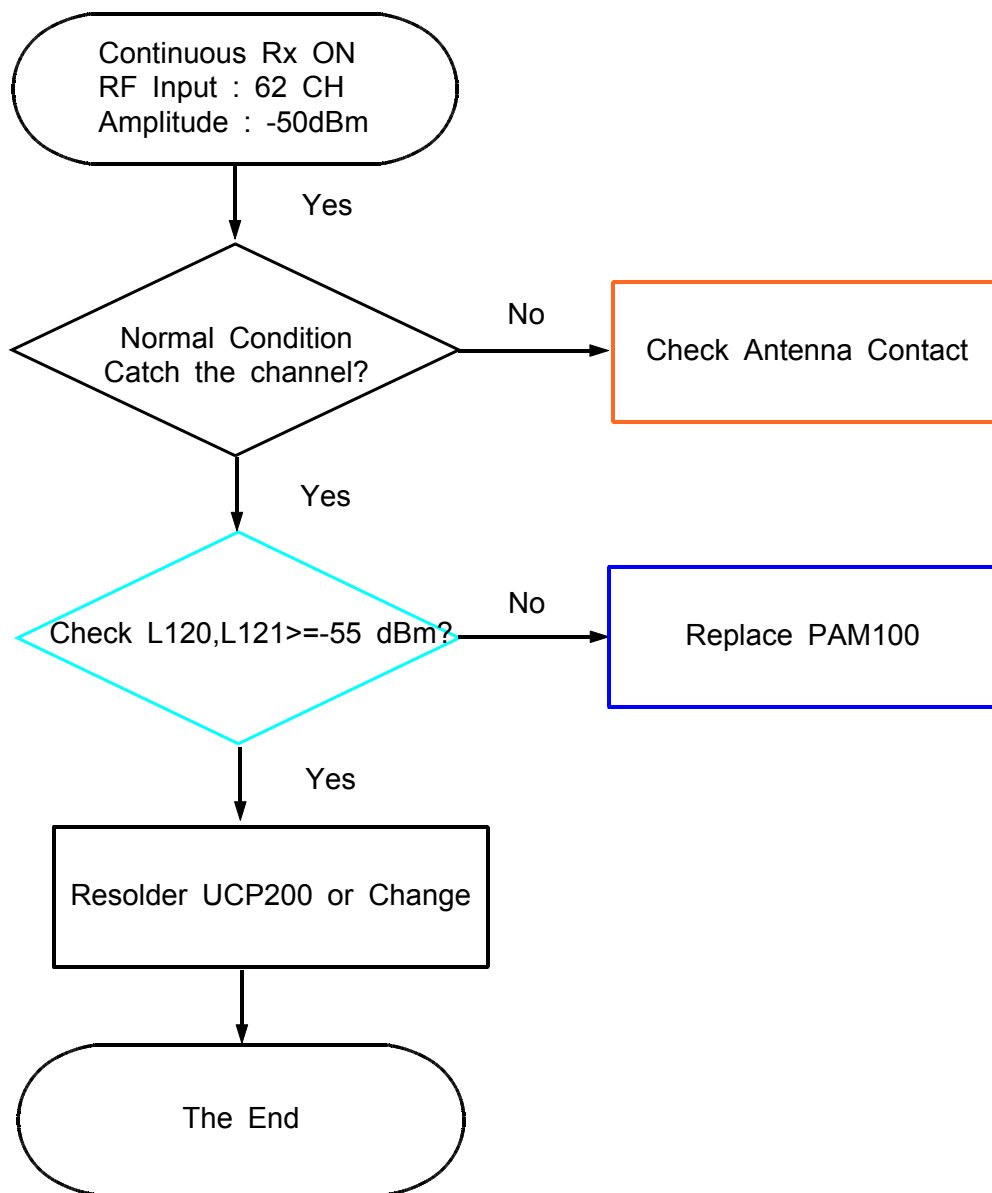 Continuous Rx ON
RF Input : 62 CH
Amplitude : -50dBm
Yes
Normal Condition
Catch the channel?
No
Check Antenna Contact
Yes
Check L120,L121>=-55 dBm?
No
Replace PAM100
Yes
Resolder UCP200 or Change
The End